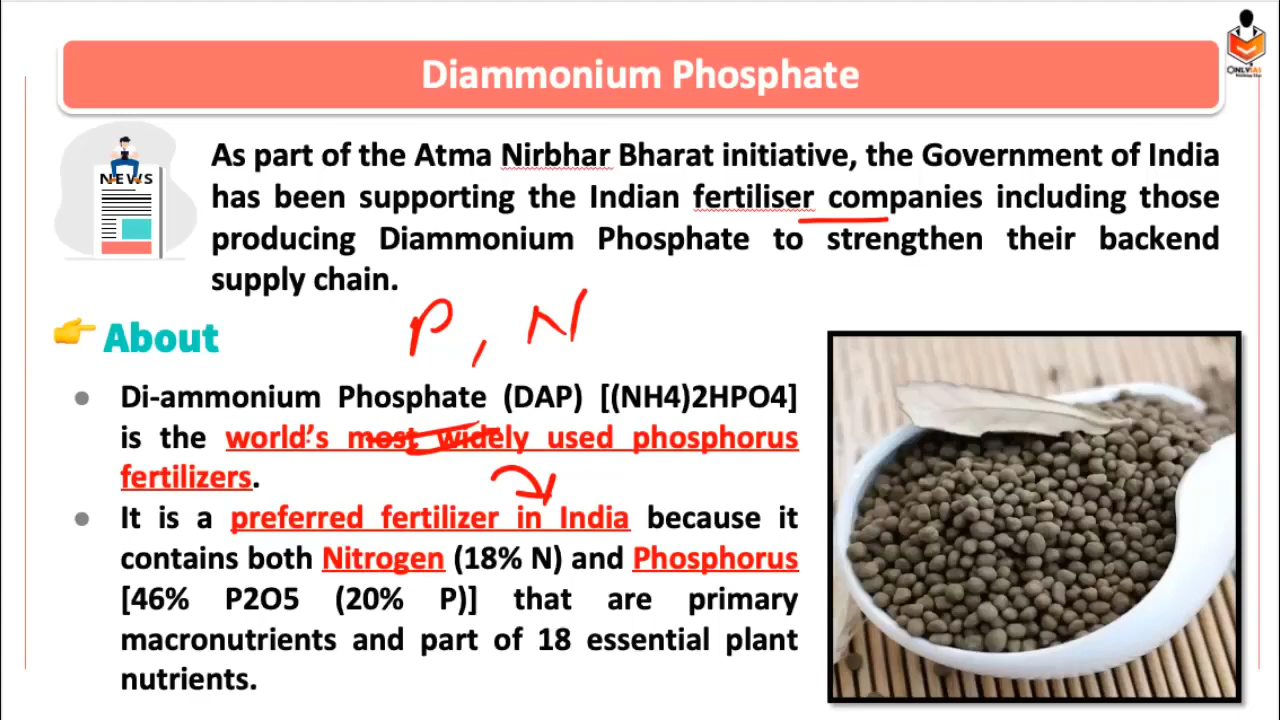 Diammonium Phosphate
ONLYIAS
NEWS
As part of the Atma Nirbhar Bharat initiative, the Government of India
has been supporting the Indian fertiliser companies including those
producing Diammonium Phosphate to strengthen their backend
supply chain.
P, N
About
Di-ammonium Phosphate (DAP) [(NH4)2HPO4]
is the world's most widely used phosphorus
fertilizers.
It is a preferred fertilizer in India because it
contains both Nitrogen (18% N) and Phosphorus
[46% P2O5 (20% P)] that are primary
macronutrients and part of 18 essential plant
nutrients.